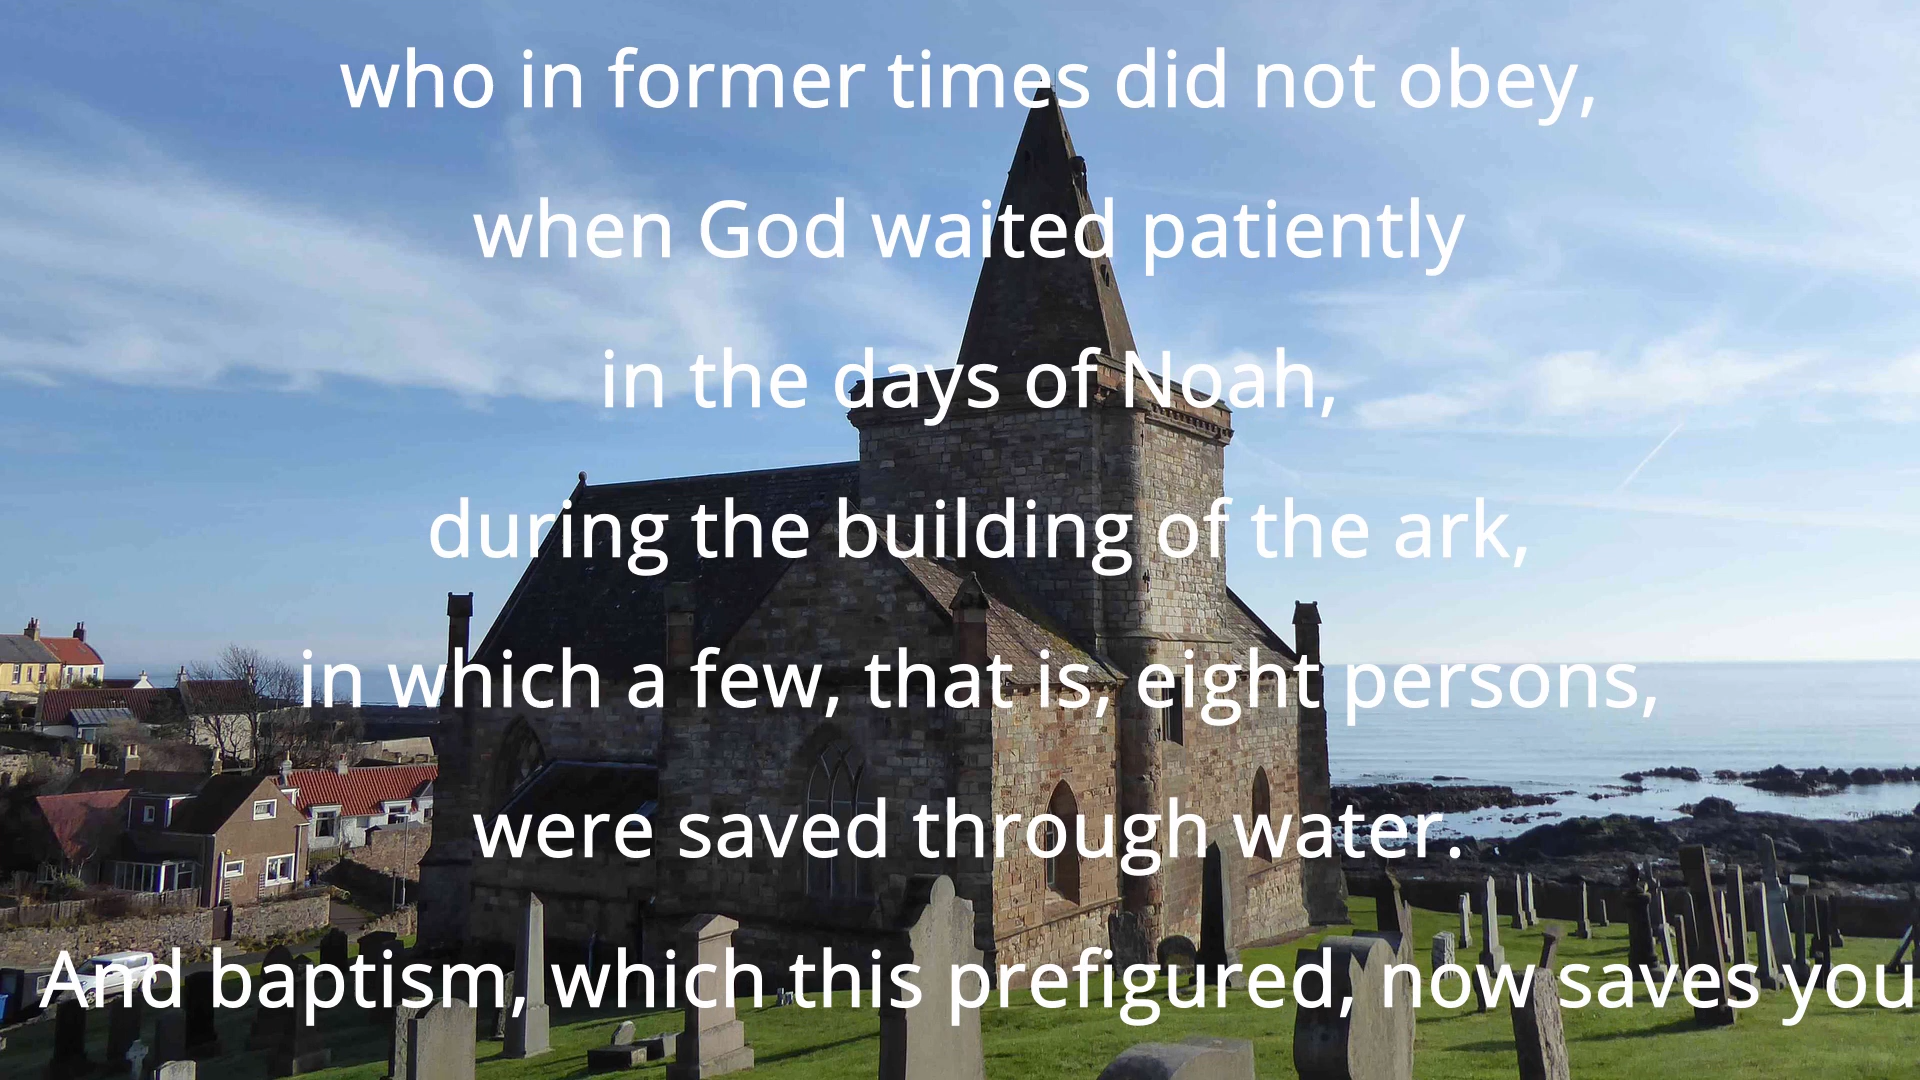 who in former times did not obey,
when God waited patiently
in the days of Noah,
during the building of the ark,
in which a few, that is, eight persons,
were saved through water.
And baptism, which this prefigured, now saves you